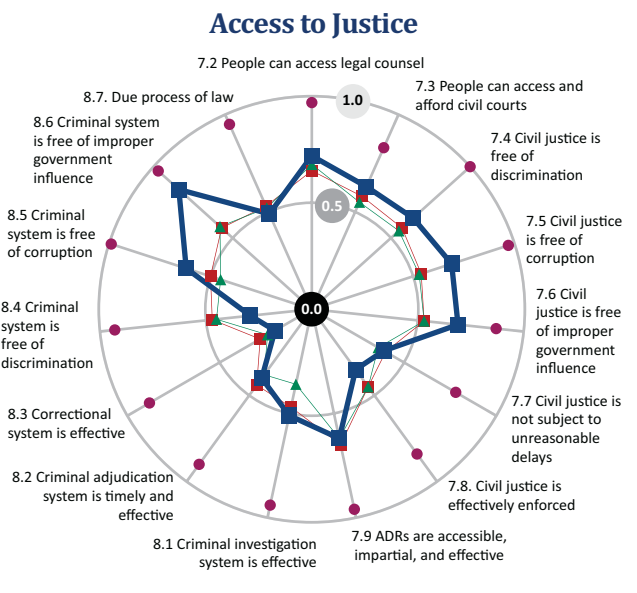 Access to Justice
7.2 People can access legal counsel
1.0
7.3 People can access and
afford civil courts
7.4 Civil justice is
free of
discrimination
7.5 Civil justice
is free of
corruption
7.6 Civil
justice is free
of improper
government
influence
7.7 Civil justice is
not subject to
unreasonable
delays
7.8. Civil justice is
effectively enforced
7.9 ADRs are accessible,
impartial, and effective
8.1 Criminal investigation
system is effective
8.2 Criminal adjudication
system is timely and
effective
8.3 Correctional
system is effective
8.4 Criminal
system is
free of
discrimination
8.5 Criminal
system is free
of corruption
8.6 Criminal system
is free of improper
government
influence
8.7. Due process of law
0.5
0.0